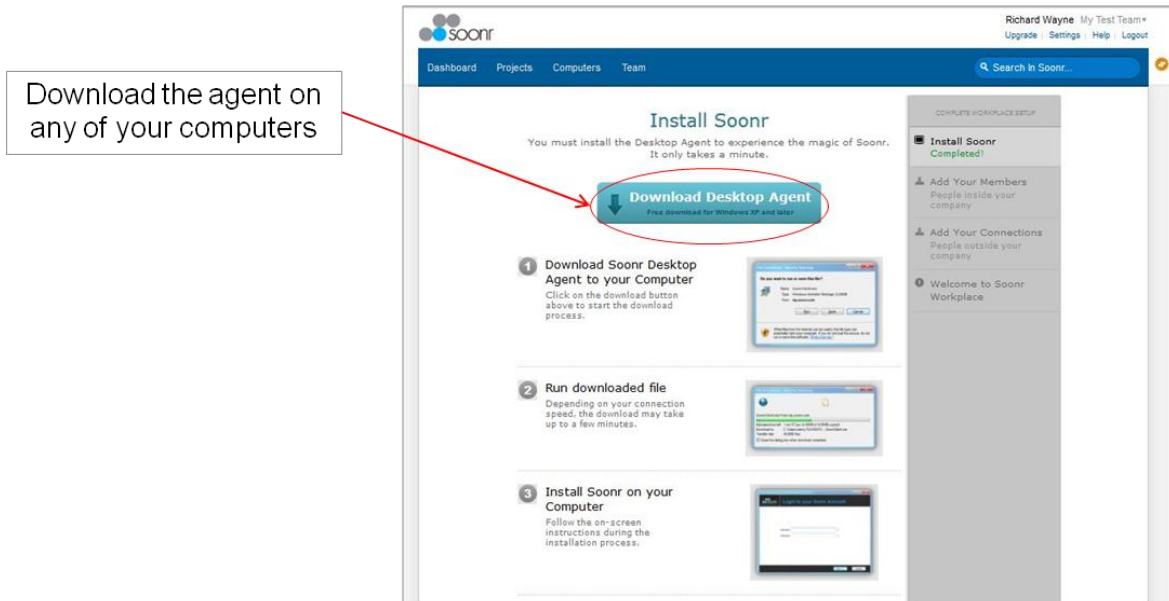 soonr
Richard Wayne My Test Team
Upgrade Settings Help Logout
Dashboard Projects Computers Team
Search In Soonr...
Download the agent on
any of your computers
Install Soonr
You must install the Desktop Agent to experience the magic of Soonr.
It only takes a minute.
Download Desktop Agent
Free download for Windows XP and later
COMPLETE WORKPLACE SETUP
Install Soonr
Completed!
Add Your Members
People inside your
company
Add Your Connections
People outside your
company
Welcome to Soonr
Workplace
1 Download Soonr Desktop
Agent to your Computer
Click on the download button
above to start the download
process.
2 Run downloaded file
Depending on your connection
speed, the download may take
up to a few minutes.
3 Install Soonr on your
Computer
Follow the on-screen
instructions during the
installation process.
Login to your Soonr Account